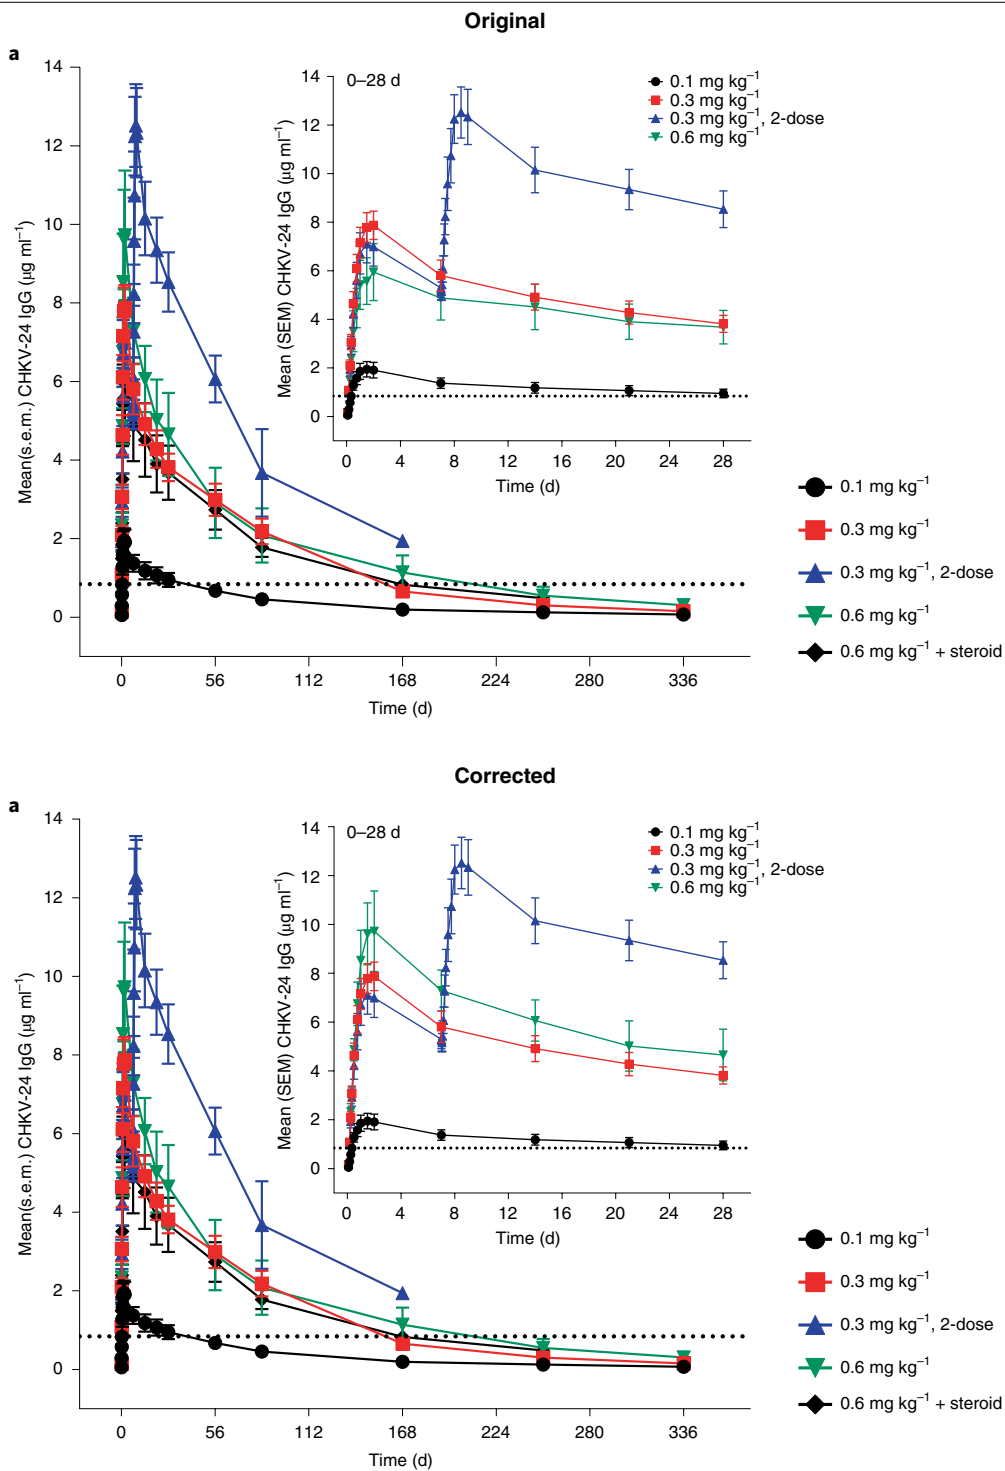 Original
a
Mean(s.e.m.) CHKV-24 IgG (µg ml⁻¹)
14
12
10
8
6
4
2
0
0 56 112 168 224 280 336
Time (d)
0–28 d
Mean (SEM) CHKV-24 IgG (µg ml⁻¹)
14
12
10
8
6
4
2
0
0 4 8 12 16 20 24 28
Time (d)
0.1 mg kg⁻¹
0.3 mg kg⁻¹
0.3 mg kg⁻¹, 2-dose
0.6 mg kg⁻¹
0.1 mg kg⁻¹
0.3 mg kg⁻¹
0.3 mg kg⁻¹, 2-dose
0.6 mg kg⁻¹
0.6 mg kg⁻¹ + steroid
Corrected
a
Mean(s.e.m.) CHKV-24 IgG (µg ml⁻¹)
14
12
10
8
6
4
2
0
0 56 112 168 224 280 336
Time (d)
0–28 d
Mean (SEM) CHKV-24 IgG (µg ml⁻¹)
14
12
10
8
6
4
2
0
0 4 8 12 16 20 24 28
Time (d)
0.1 mg kg⁻¹
0.3 mg kg⁻¹
0.3 mg kg⁻¹, 2-dose
0.6 mg kg⁻¹
0.1 mg kg⁻¹
0.3 mg kg⁻¹
0.3 mg kg⁻¹, 2-dose
0.6 mg kg⁻¹
0.6 mg kg⁻¹ + steroid